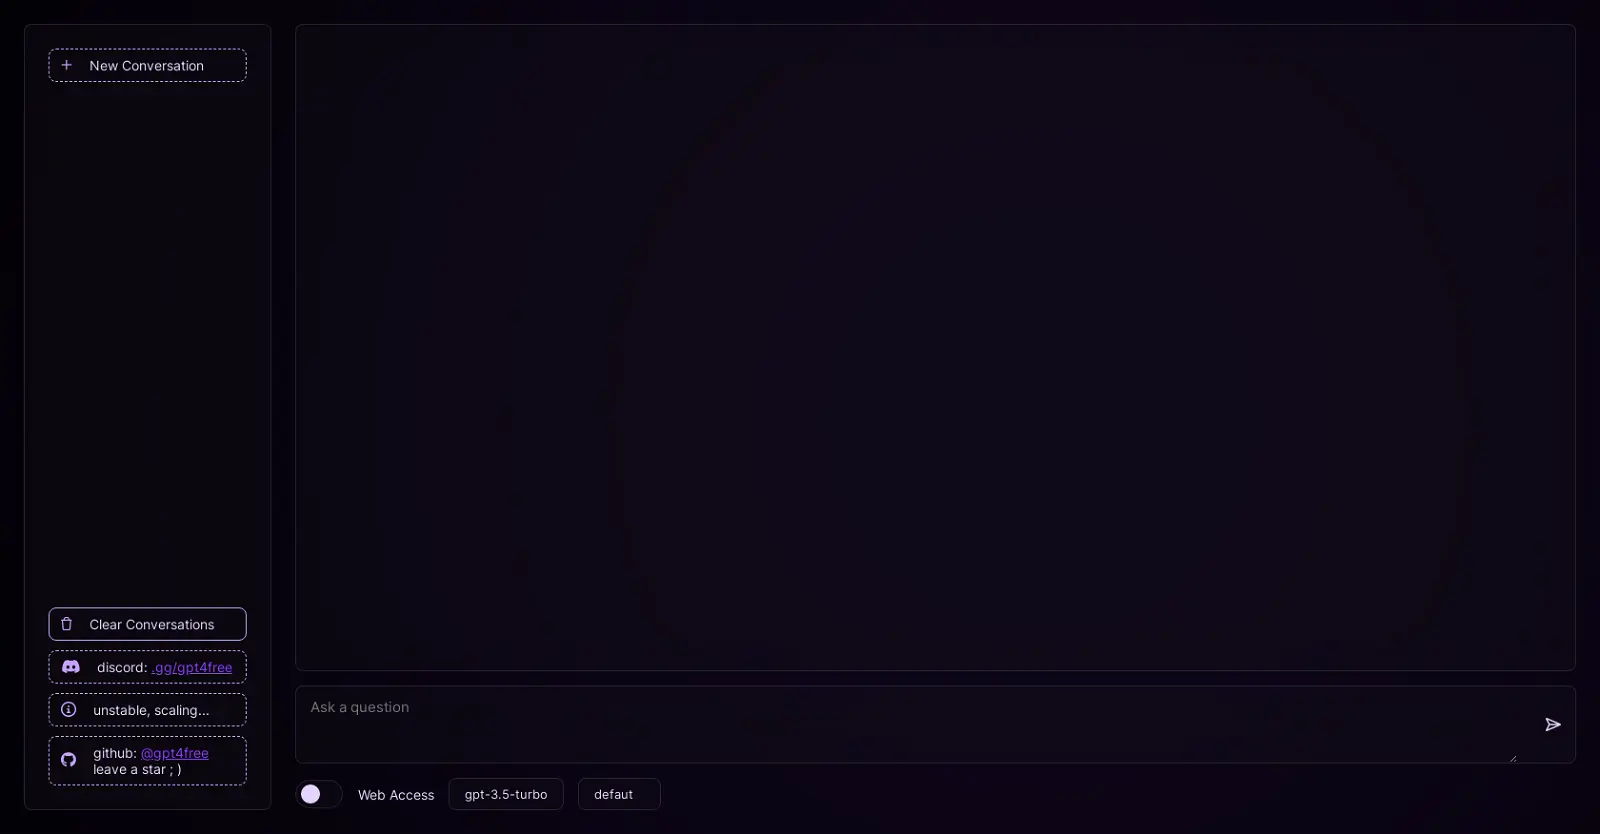 New Conversation
Clear Conversations
discord: .gg/gpt4free
unstable, scaling...
github: @gpt4free
leave a star ; )
Ask a question
Web Access
gpt-3.5-turbo
defaut